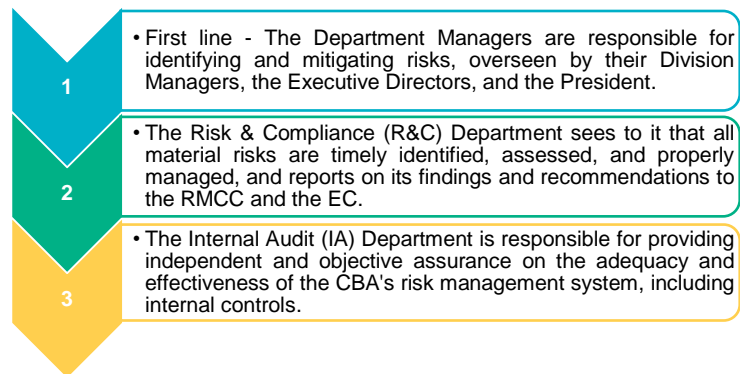 1
• First line - The Department Managers are responsible for
identifying and mitigating risks, overseen by their Division
Managers, the Executive Directors, and the President.
2
• The Risk & Compliance (R&C) Department sees to it that all
material risks are timely identified, assessed, and properly
managed, and reports on its findings and recommendations to
the RMCC and the EC.
3
• The Internal Audit (IA) Department is responsible for providing
independent and objective assurance on the adequacy and
effectiveness of the CBA's risk management system, including
internal controls.